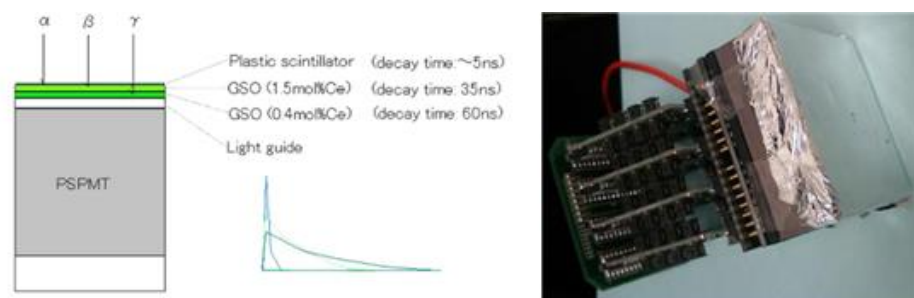 α β γ
Plastic scintillator (decay time:～5ns)
GSO (1.5mol%Ce) (decay time: 35ns)
GSO (0.4mol%Ce) (decay time: 60ns)
Light guide
PSPMT